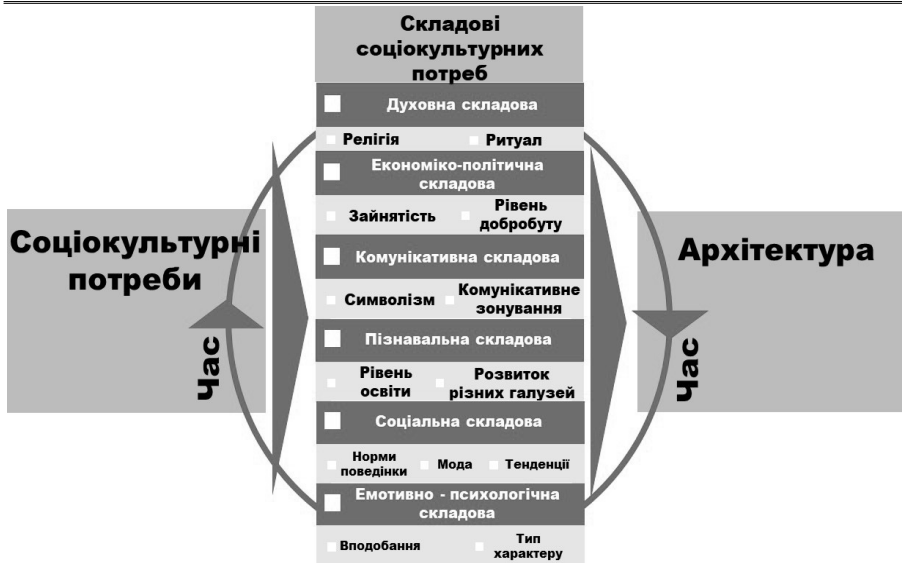 Складові
соціокультурних
потреб
Духовна складова
Релігія Ритуал
Економіко-політична
складова
Зайнятість
Рівень
добробуту
Комунікативна складова
Символізм
Комунікативне
зонування
Пізнавальна складова
Рівень
освіти
Розвиток
різних галузей
Соціальна складова
Норми
поведінки
Мода
Тенденції
Емотивно - психологічна
складова
Вподобання
Тип
характеру
Соціокультурні
потреби
Час
Архітектура
Час